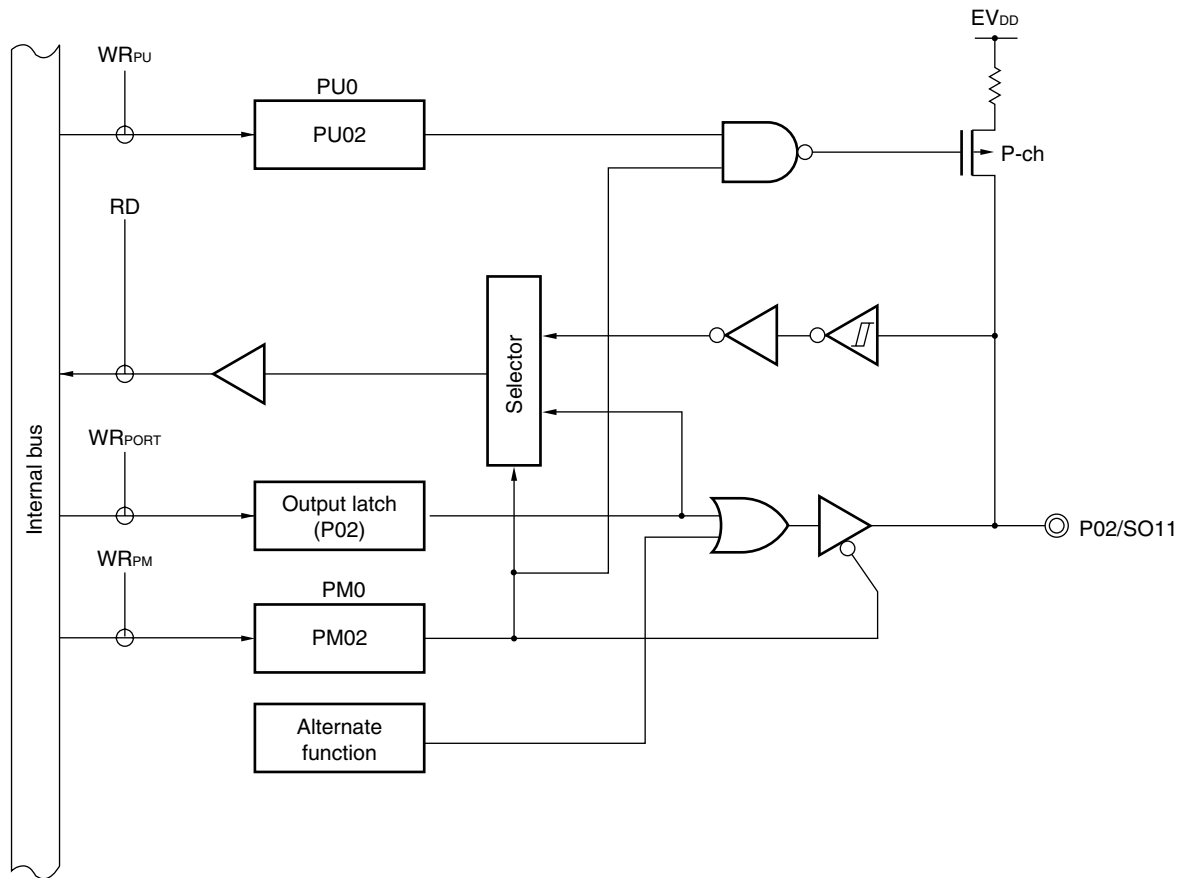 EVDD
WRPU
PU0
PU02
P-ch
RD
Selector
Internal bus
WRPORT
Output latch
(P02)
P02/SO11
WRPM
PM0
PM02
Alternate
function